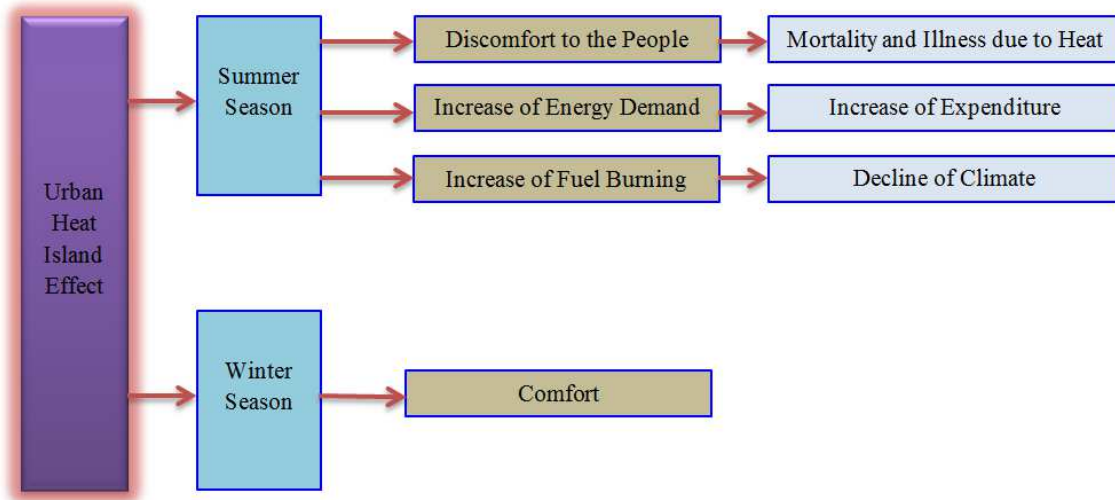 Urban
Heat
Island
Effect
Summer
Season
Discomfort to the People
Mortality and Illness due to Heat
Increase of Energy Demand
Increase of Expenditure
Increase of Fuel Burning
Decline of Climate
Winter
Season
Comfort